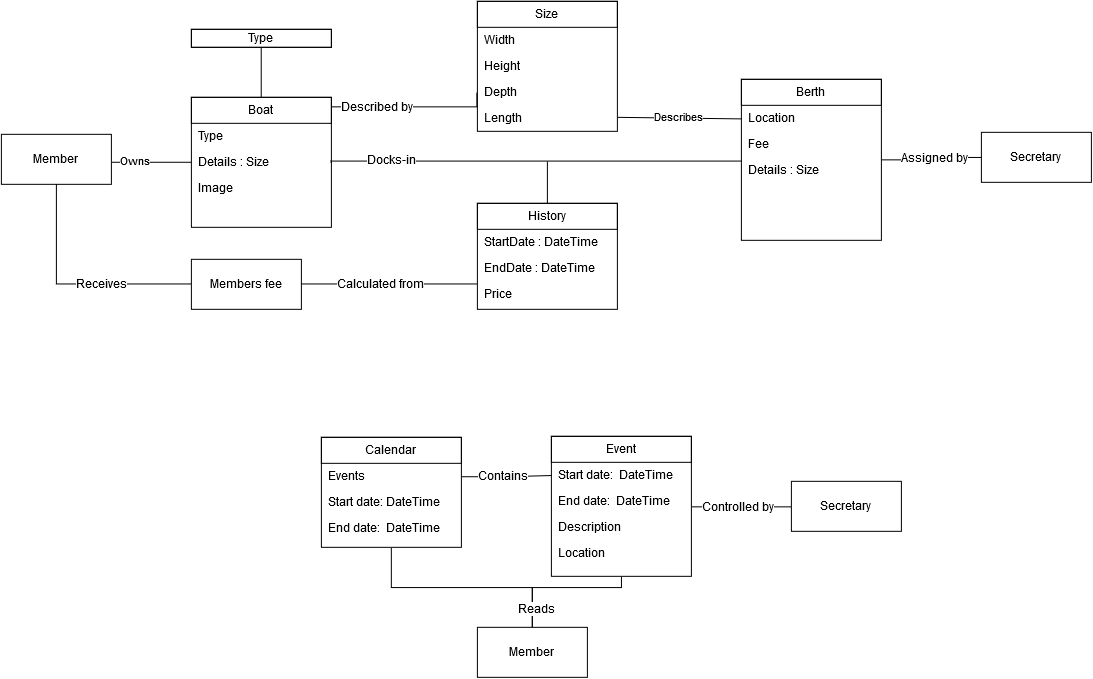 Size
Width
Height
Depth
Length
Type
Boat
Type
Details : Size
Image
Described by
Describes
Berth
Location
Fee
Details : Size
Member
Owns
Docks-in
Assigned by
Secretary
History
StartDate : DateTime
EndDate : DateTime
Price
Receives
Members fee
Calculated from
Calendar
Events
Start date: DateTime
End date:  DateTime
Contains
Event
Start date:  DateTime
End date:  DateTime
Description
Location
Controlled by
Secretary
Reads
Member